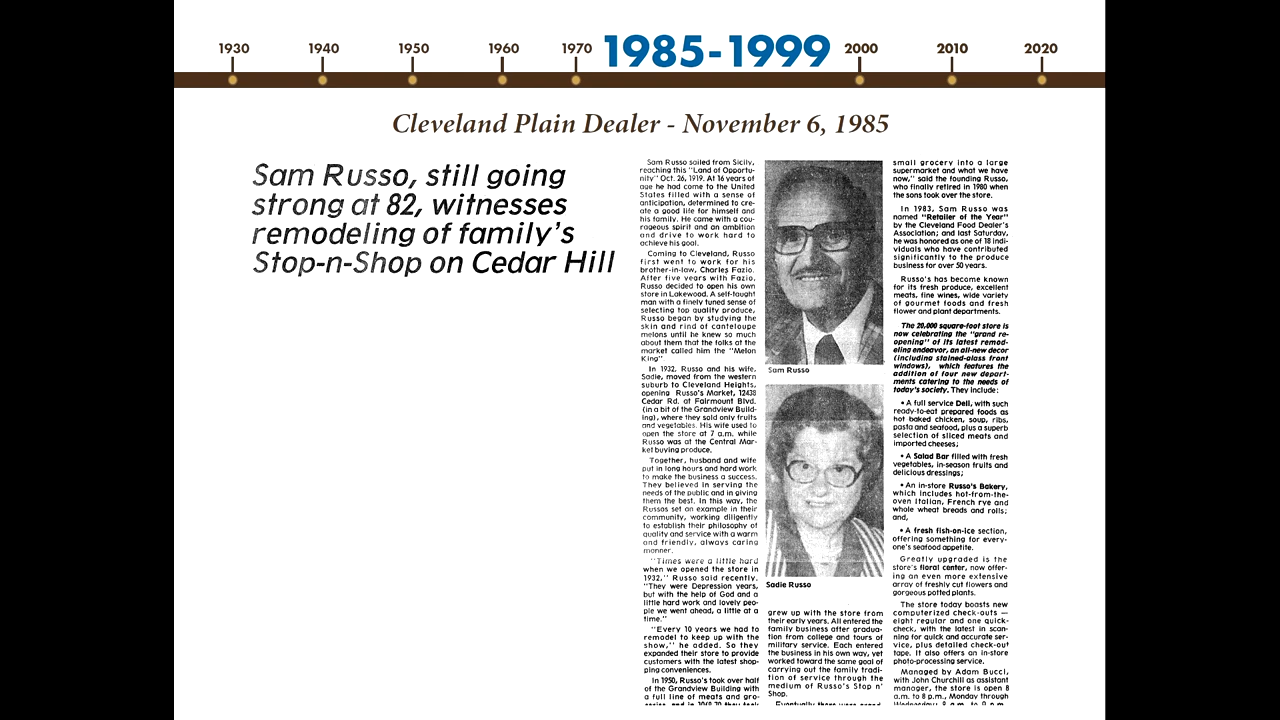 1930 1940 1950 1960 1970 1985-1999 2000 2010 2020
Cleveland Plain Dealer - November 6, 1985
Sam Russo, still going
strong at 82, witnesses
remodeling of family's
Stop-n-Shop on Cedar Hill
Sam Russo sailed from Sicily,
reaching this "Land of Opportu-
nity" Oct. 26, 1919. At 16 years of
age he had come to the United
States filled with a sense of
anticipation, determined to cre-
ate a good life for himself and
his family. He came with a cou-
rageous spirit and an ambition
and drive to work hard to
achieve his goal.
Coming to Cleveland, Russo
first went to work for his
brother-in-law, Charles Fazio.
After five years with Fazio,
Russo decided to open his own
store in Lakewood. A self-taught
man with a finely tuned sense of
selecting top quality produce,
Russo began by studying the
skin and rind of canteloupe
melons until he knew so much
about them that the folks at the
market called him the "Melon
King"
In 1932, Russo and his wife,
Sadie, moved from the western
suburb to Cleveland Heights,
opening Russo's Market, 12438
Cedar Rd. at Fairmount Blvd.
(in a bit of the Grandview Build-
ing), where they sold only fruits
and vegetables. His wife used to
open the store at 7 a.m. while
Russo was at the Central Mar-
ket buying produce.
Together, husband and wife
put in long hours and hard work
to make the business a success.
They believed in serving the
needs of the public and in giving
them the best. In this way, the
Russos set an example in their
community, working diligently
to establish their philosophy of
quality and service with a warm
and friendly, always caring
manner.
"Times were a little hard
when we opened the store in
1932," Russo said recently.
"They were Depression years,
but with the help of God and a
little hard work and lovely peo-
ple we went ahead, a little at a
time."
"Every 10 years we had to
remodel to keep up with the
show," he added. So they
expanded their store to provide
customers with the latest shop-
ping conveniences.
In 1950, Russo's took over half
of the Grandview Building with
a full line of meats and gro-
Sam Russo
Sadie Russo
grew up with the store from
their early years. All entered the
family business after gradua-
tion from college and tours of
military service. Each entered
the business in his own way, yet
worked toward the same goal of
carrying out the family tradi-
tion of service through the
medium of Russo's Stop n'
Shop.
small grocery into a large
supermarket and what we have
now," said the founding Russo,
who finally retired in 1980 when
the sons took over the store.
In 1983, Sam Russo was
named "Retailer of the Year"
by the Cleveland Food Dealer's
Association; and last Saturday,
he was honored as one of 18 indi-
viduals who have contributed
significantly to the produce
business for over 50 years.
Russo's has become known
for its fresh produce, excellent
meats, fine wines, wide variety
of gourmet foods and fresh
flower and plant departments.
The 20,000 square-foot store is
now celebrating the "grand re-
opening" of its latest remod-
eling endeavor, an all-new decor
(including stained-glass front
windows), which features the
addition of four new depart-
ments catering to the needs of
today's society. They include:
• A full service Deli, with such
ready-to-eat prepared foods as
hot baked chicken, soup, ribs,
pasta and seafood, plus a superb
selection of sliced meats and
imported cheeses;
• A Salad Bar filled with fresh
vegetables, in-season fruits and
delicious dressings;
• An in-store Russo's Bakery,
which includes hot-from-the-
oven Italian, French rye and
whole wheat breads and rolls;
and,
• A fresh fish-on-ice section,
offering something for every-
one's seafood appetite.
Greatly upgraded is the
store's floral center, now offer-
ing an even more extensive
array of freshly cut flowers and
gorgeous potted plants.
The store today boasts new
computerized check-outs —
eight regular and one quick-
check, with the latest in scan-
ning for quick and accurate ser-
vice, plus detailed check-out
tape. It also offers an in-store
photo-processing service.
Managed by Adam Bucci,
with John Churchill as assistant
manager, the store is open 8
a.m. to 8 p.m., Monday through